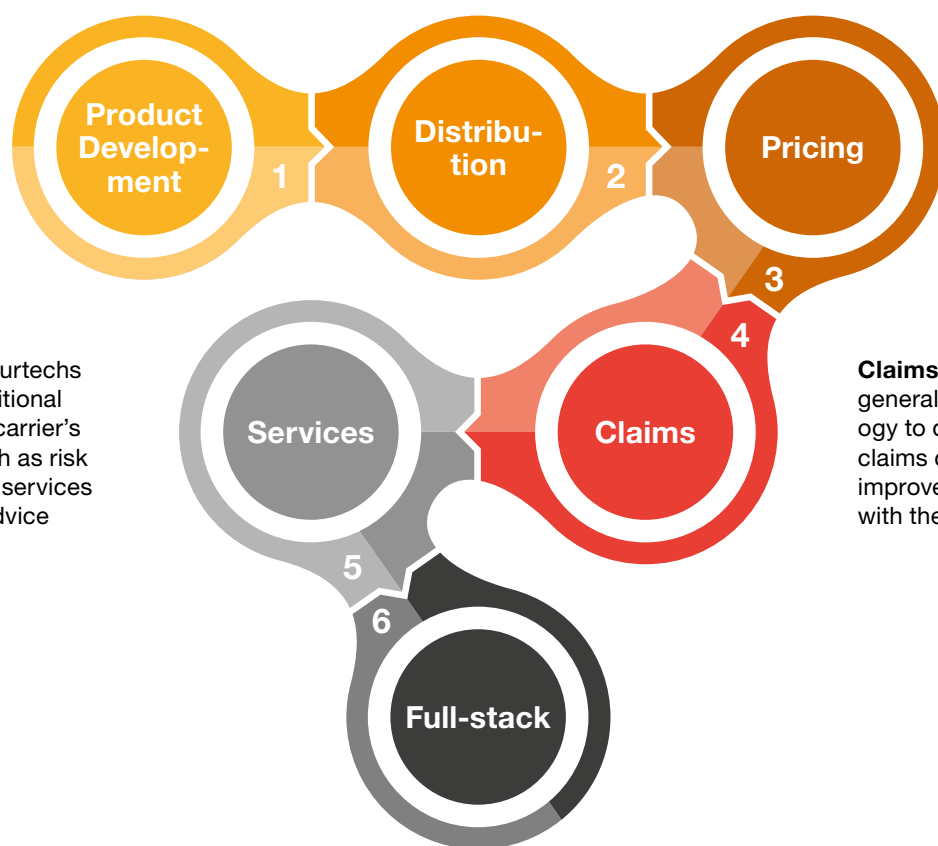 Product
Develop-
ment
1
Distribu-
tion
2
Pricing
3
4
Services
Claims
5
6
Full-stack
urtechs
itional
carrier's
h as risk
services
dvice
Claims
general
ogy to
claims
improve
with the